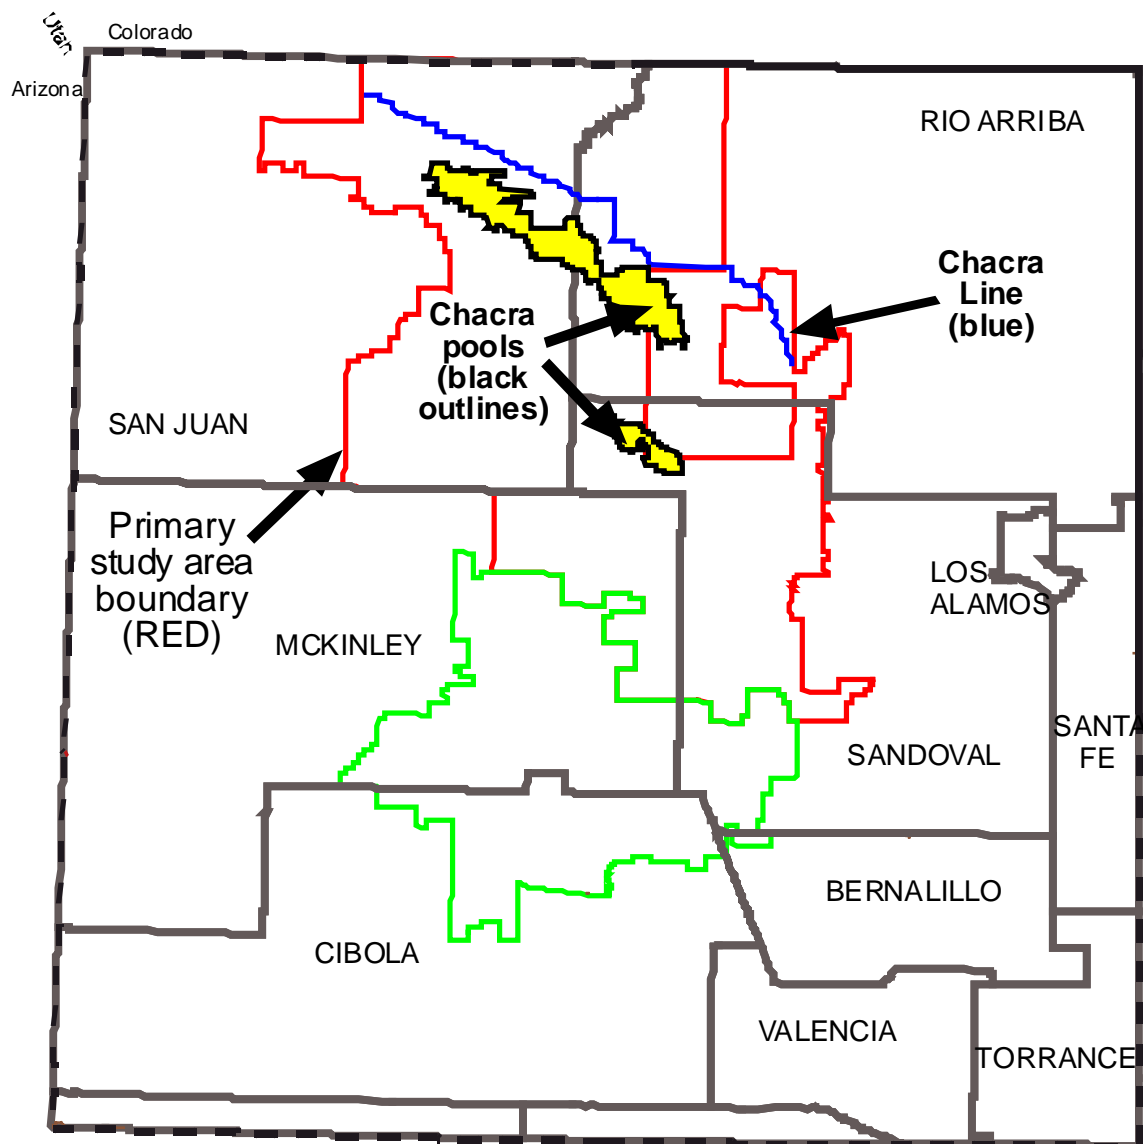 Utah
Colorado
Arizona
RIO ARRIBA
Chacra
Line
(blue)
Chacra
pools
(black
outlines)
SAN JUAN
Primary
study area
boundary
(RED)
LOS
ALAMOS
MCKINLEY
SANTA
FE
SANDOVAL
BERNALILLO
CIBOLA
VALENCIA
TORRANCE